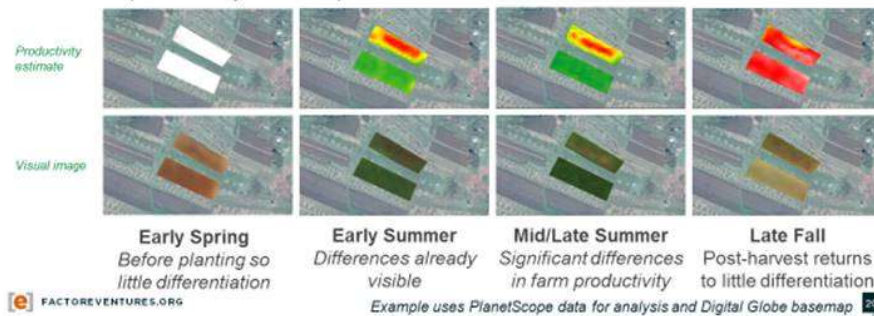 Productivity
estimate
Visual image
Early Spring
Before planting so
little differentiation
Early Summer
Differences already
visible
Mid/Late Summer
Significant differences
in farm productivity
Late Fall
Post-harvest returns
to little differentiation
[e] FACTOREVENTURES.ORG
Example uses PlanetScope data for analysis and Digital Globe basemap